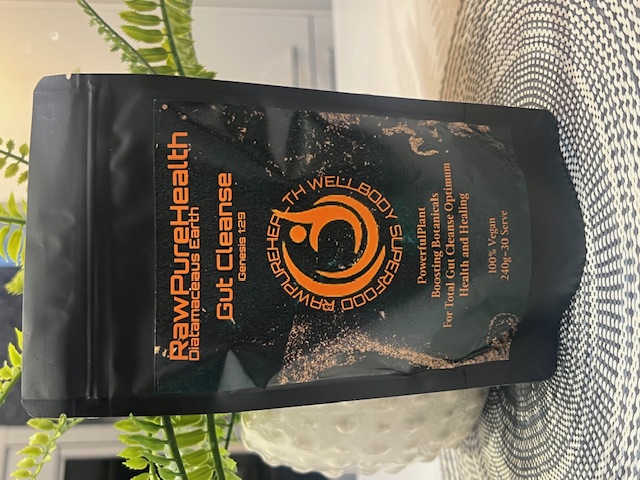 RawPureHealth
Diatamaceaus Earth
Gut Cleanse
Genesis 1:29
RAWPUREHEALTH WELLBODY SUPERFOOD
PowerfulPlant
Boosting Botanicals
For Total Gut Cleanse Optimum
Health and Healing
100% Vegan
240g-30 Serve